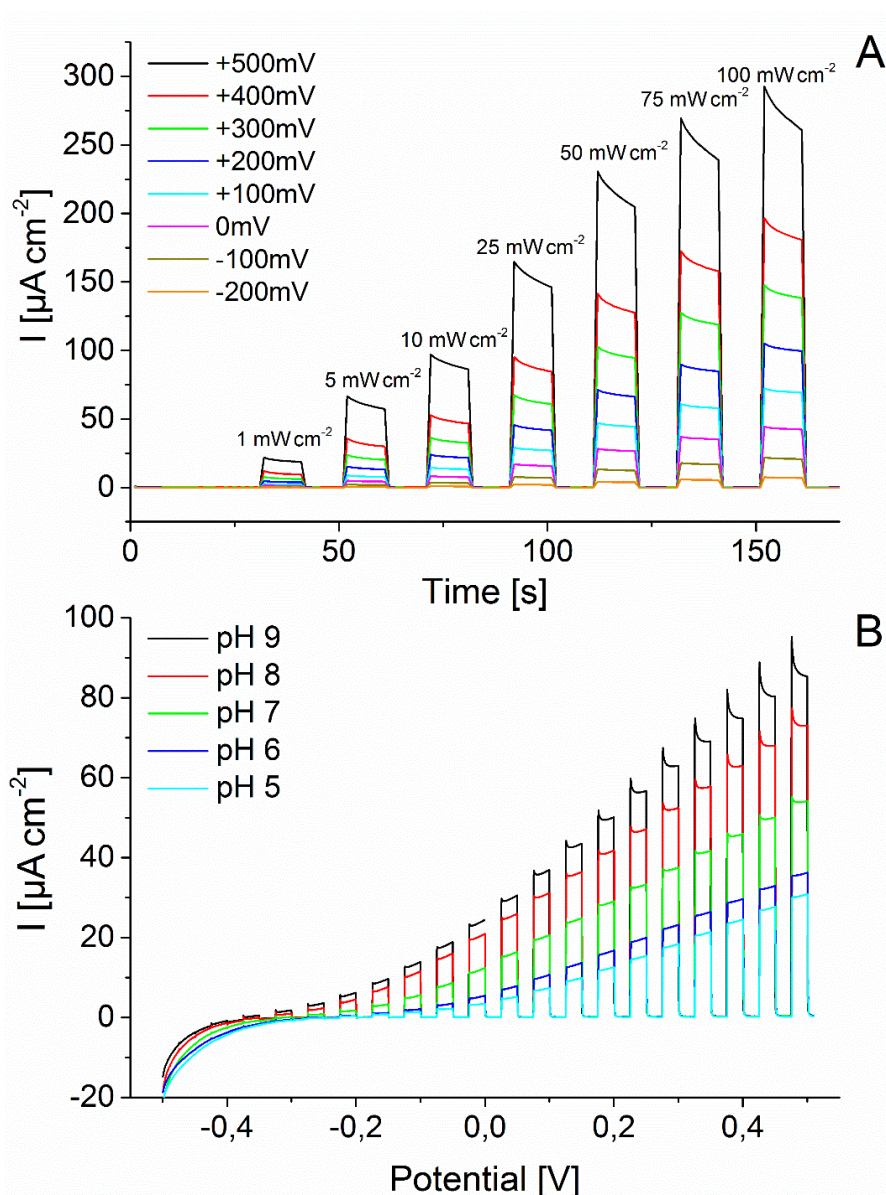 A
300
250
200
150
100
50
0
I [µA cm⁻²]
+500mV
+400mV
+300mV
+200mV
+100mV
0mV
-100mV
-200mV
1 mW cm⁻²
5 mW cm⁻²
10 mW cm⁻²
25 mW cm⁻²
50 mW cm⁻²
75 mW cm⁻²
100 mW cm⁻²
0
50
100
150
Time [s]
B
100
80
60
40
20
0
-20
I [µA cm⁻²]
pH 9
pH 8
pH 7
pH 6
pH 5
-0,4
-0,2
0,0
0,2
0,4
Potential [V]